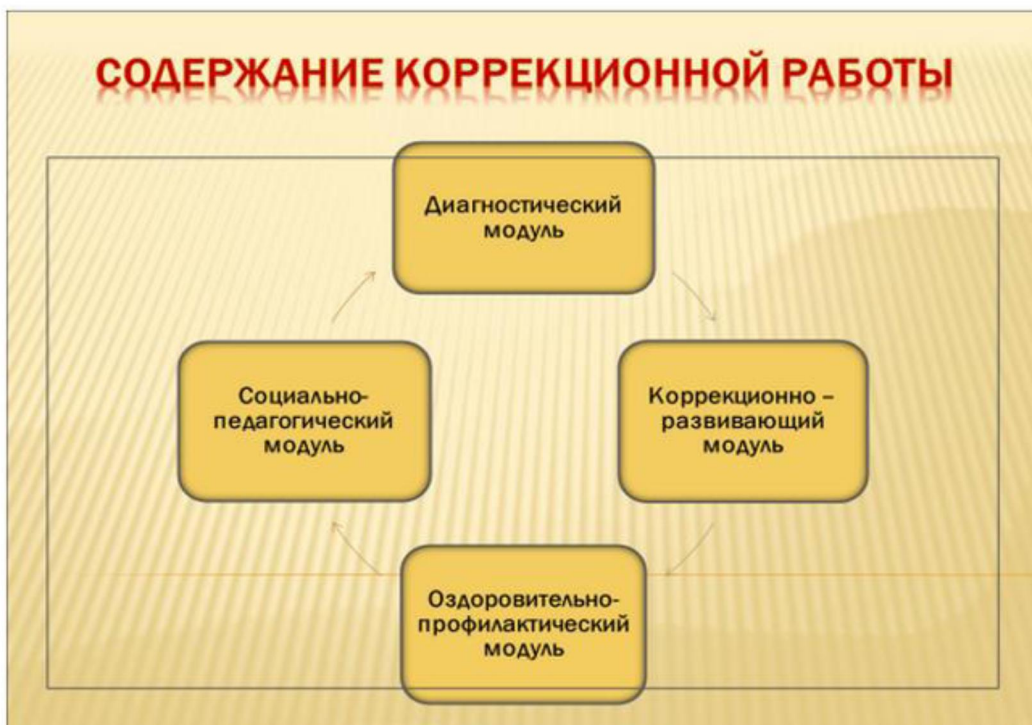 СОДЕРЖАНИЕ КОРРЕКЦИОННОЙ РАБОТЫ
Диагностический
модуль
Коррекционно –
развивающий
модуль
Оздоровительно-
профилактический
модуль
Социально-
педагогический
модуль